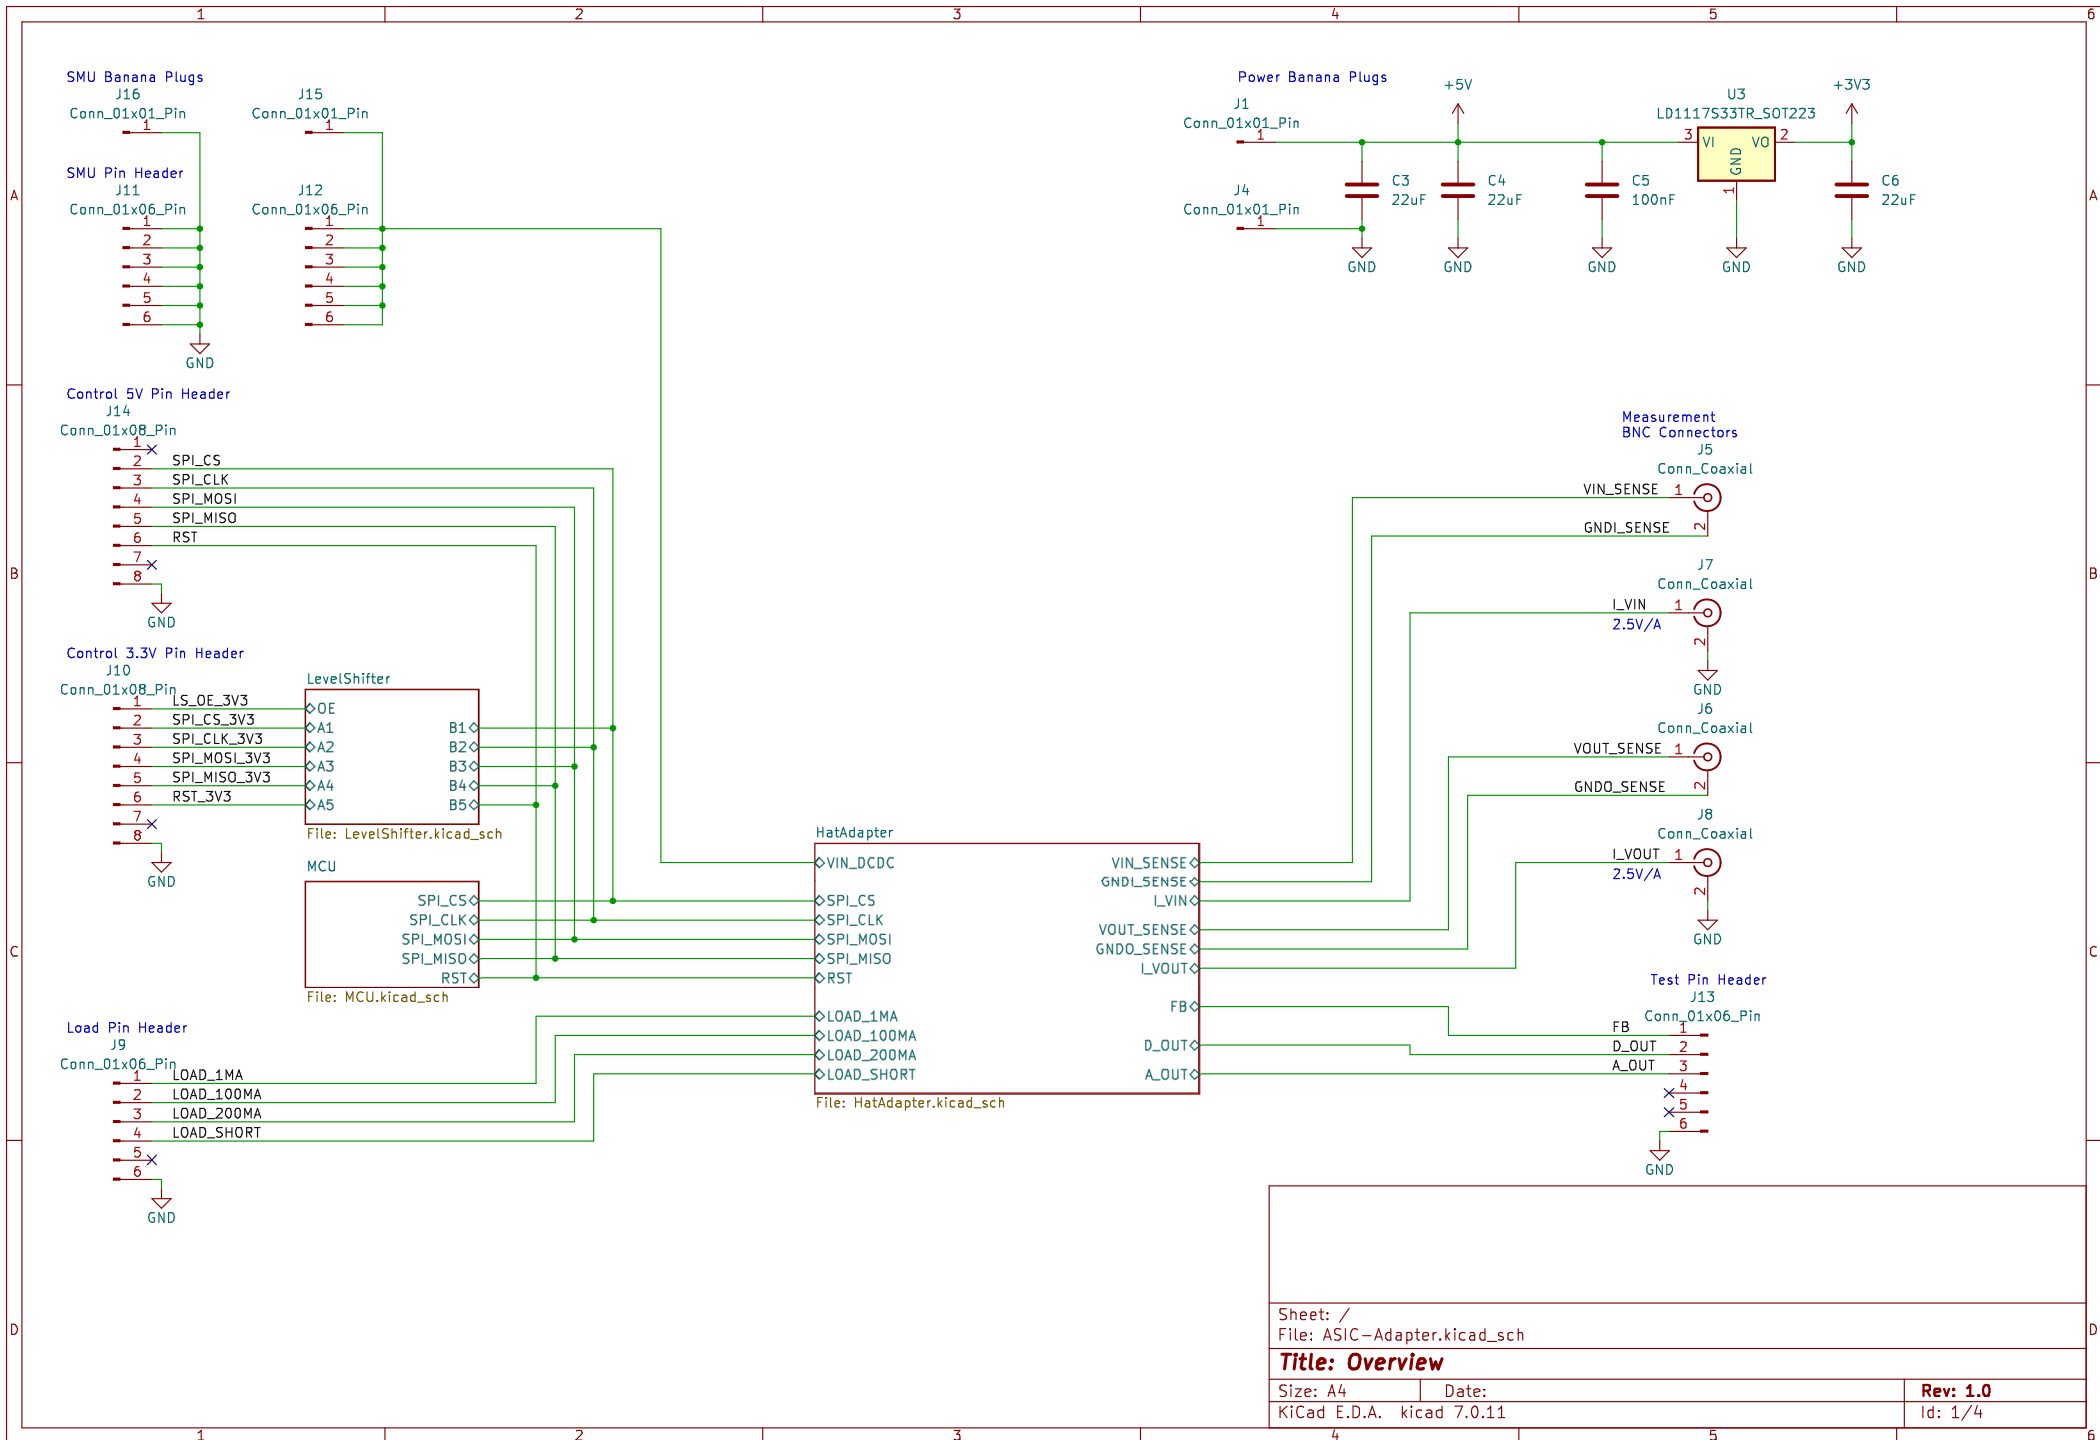 1 2 3 4 5 6
A
B
C
D
A
B
C
D
SMU Banana Plugs
J16
Conn_01x01_Pin
1
J15
Conn_01x01_Pin
1
SMU Pin Header
J11
Conn_01x06_Pin
1
2
3
4
5
6
GND
J12
Conn_01x06_Pin
1
2
3
4
5
6
Power Banana Plugs
J1
Conn_01x01_Pin
1
J4
Conn_01x01_Pin
1
+5V
C3
22uF
GND
C4
22uF
GND
C5
100nF
GND
U3
LD1117S33TR_SOT223
3 VI VO 2
GND
1
GND
+3V3
C6
22uF
GND
Control 5V Pin Header
J14
Conn_01x08_Pin
1
2 SPI_CS
3 SPI_CLK
4 SPI_MOSI
5 SPI_MISO
6 RST
7
8
GND
Control 3.3V Pin Header
J10
Conn_01x08_Pin
1 LS_OE_3V3
2 SPI_CS_3V3
3 SPI_CLK_3V3
4 SPI_MOSI_3V3
5 SPI_MISO_3V3
6 RST_3V3
7
8
GND
LevelShifter
OE
A1 B1
A2 B2
A3 B3
A4 B4
A5 B5
File: LevelShifter.kicad_sch
MCU
SPI_CS
SPI_CLK
SPI_MOSI
SPI_MISO
RST
File: MCU.kicad_sch
Load Pin Header
J9
Conn_01x06_Pin
1 LOAD_1MA
2 LOAD_100MA
3 LOAD_200MA
4 LOAD_SHORT
5
6
GND
HatAdapter
VIN_DCDC
SPI_CS
SPI_CLK
SPI_MOSI
SPI_MISO
RST
LOAD_1MA
LOAD_100MA
LOAD_200MA
LOAD_SHORT
VIN_SENSE
GNDI_SENSE
I_VIN
VOUT_SENSE
GNDO_SENSE
I_VOUT
FB
D_OUT
A_OUT
File: HatAdapter.kicad_sch
Measurement
BNC Connectors
J5
Conn_Coaxial
VIN_SENSE 1
GNDI_SENSE 2
J7
Conn_Coaxial
I_VIN 1
2.5V/A
2
GND
J6
Conn_Coaxial
VOUT_SENSE 1
GNDO_SENSE 2
J8
Conn_Coaxial
I_VOUT 1
2.5V/A
2
GND
Test Pin Header
J13
Conn_01x06_Pin
FB 1
D_OUT 2
A_OUT 3
4
5
6
GND
Sheet: /
File: ASIC-Adapter.kicad_sch
Title: Overview
Size: A4 Date: Rev: 1.0
KiCad E.D.A. kicad 7.0.11 Id: 1/4
1 2 3 4 5 6